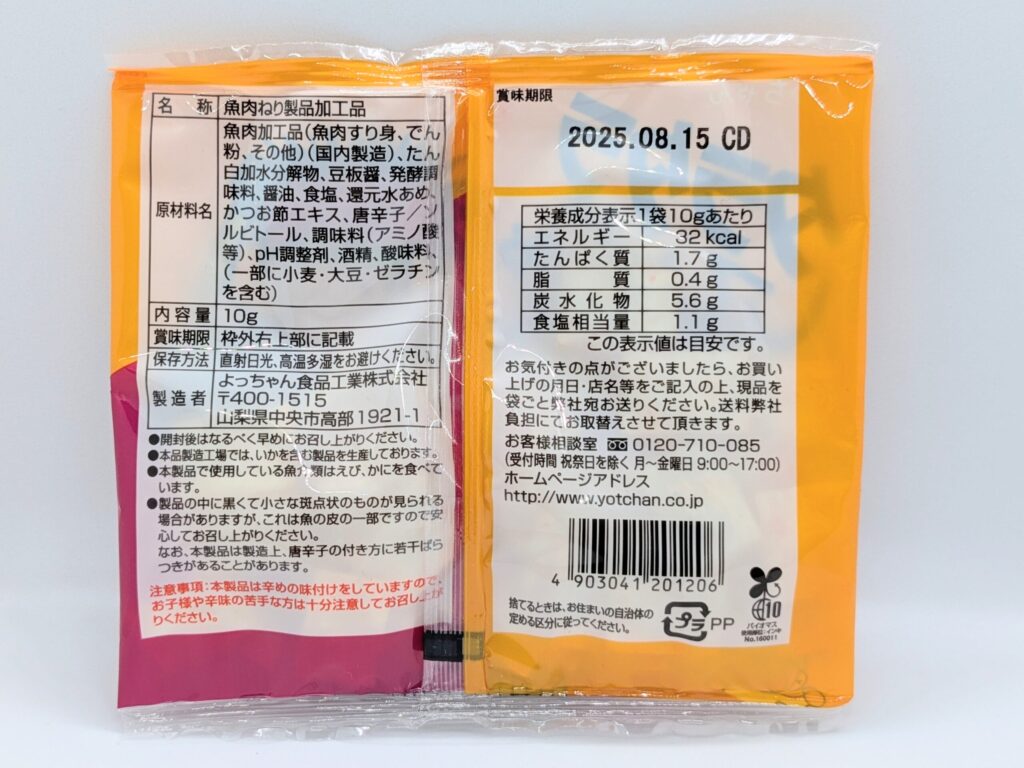 名称 魚肉ねり製品加工品
原材料名
魚肉加工品(魚肉すり身、でん
粉、その他)(国内製造)、たん
白加水分解物、豆板醤、発酵調
味料、醤油、食塩、還元水あめ、
かつお節エキス、唐辛子/ソ
ルビトール、調味料(アミノ酸
等)、pH調整剤、酒精、酸味料、
(一部に小麦・大豆・ゼラチン
を含む)
内容量 10g
賞味期限 枠外右上部に記載
保存方法 直射日光、高温多湿をお避けください。
製造者
よっちゃん食品工業株式会社
〒400-1515
山梨県中央市高部1921-1
●開封後はなるべく早めにお召し上がりください。
●本品製造工場では、いかを含む製品を生産しております。
●本製品で使用している魚介類はえび、かにを食べて
います。
●製品の中に黒くて小さな斑点状のものが見られる
場合がありますが、これは魚の皮の一部ですので安
心してお召し上がりください。
なお、本製品は製造上、唐辛子の付き方に若干ばら
つきがあることがあります。
注意事項:本製品は辛めの味付けをしていますので、
お子様や辛味の苦手な方は十分注意してお召し上が
りください。
賞味期限
2025.08.15 CD
栄養成分表示1袋10gあたり
エネルギー 32kcal
たんぱく質 1.7g
脂質 0.4g
炭水化物 5.6g
食塩相当量 1.1g
この表示値は目安です。
お気付きの点がございましたら、お買い
上げの月日・店名等をご記入の上、現品を
袋ごと弊社宛お送りください。送料弊社
負担にてお取替えさせて頂きます。
お客様相談室 0120-710-085
(受付時間 祝祭日を除く 月～金曜日 9:00～17:00)
ホームページアドレス
http://www.yotchan.co.jp
4 903041 201206
捨てるときは、お住まいの自治体の
定める区分に従ってください。
プラ PP
10
バイオマス
使用部位:インキ
No.160011